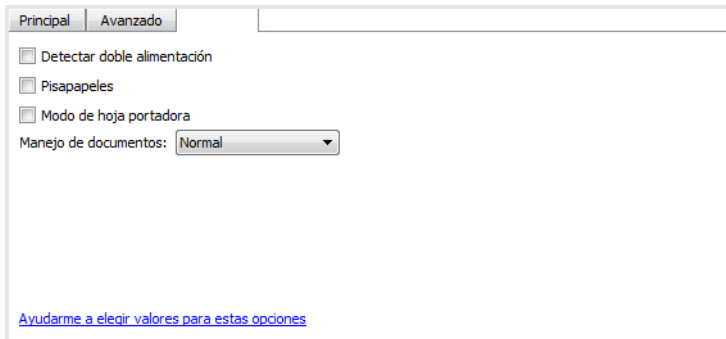 Principal Avanzado
Detectar doble alimentación
Pisapapeles
Modo de hoja portadora
Manejo de documentos: Normal
Ayudarme a elegir valores para estas opciones